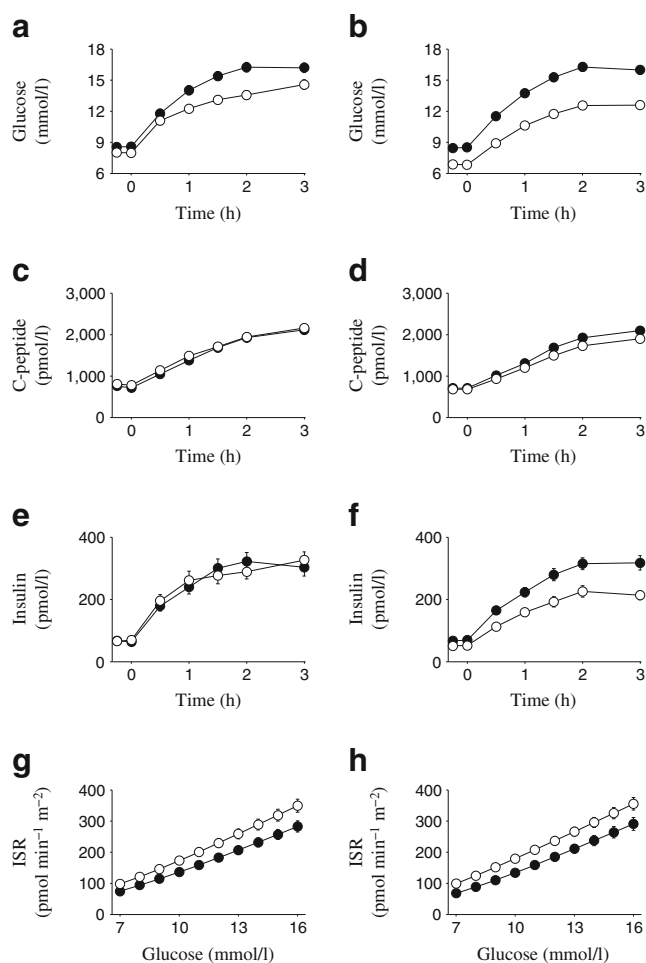 a
b
18
15
12
9
6
Glucose
(mmol/l)
0 1 2 3
Time (h)
18
15
12
9
6
Glucose
(mmol/l)
0 1 2 3
Time (h)
c
d
3,000
2,000
1,000
0
C-peptide
(pmol/l)
0 1 2 3
Time (h)
3,000
2,000
1,000
0
C-peptide
(pmol/l)
0 1 2 3
Time (h)
e
f
400
200
0
Insulin
(pmol/l)
0 1 2 3
Time (h)
400
200
0
Insulin
(pmol/l)
0 1 2 3
Time (h)
g
h
400
300
200
100
0
ISR
(pmol min⁻¹ m⁻²)
7 10 13 16
Glucose (mmol/l)
400
300
200
100
0
ISR
(pmol min⁻¹ m⁻²)
7 10 13 16
Glucose (mmol/l)